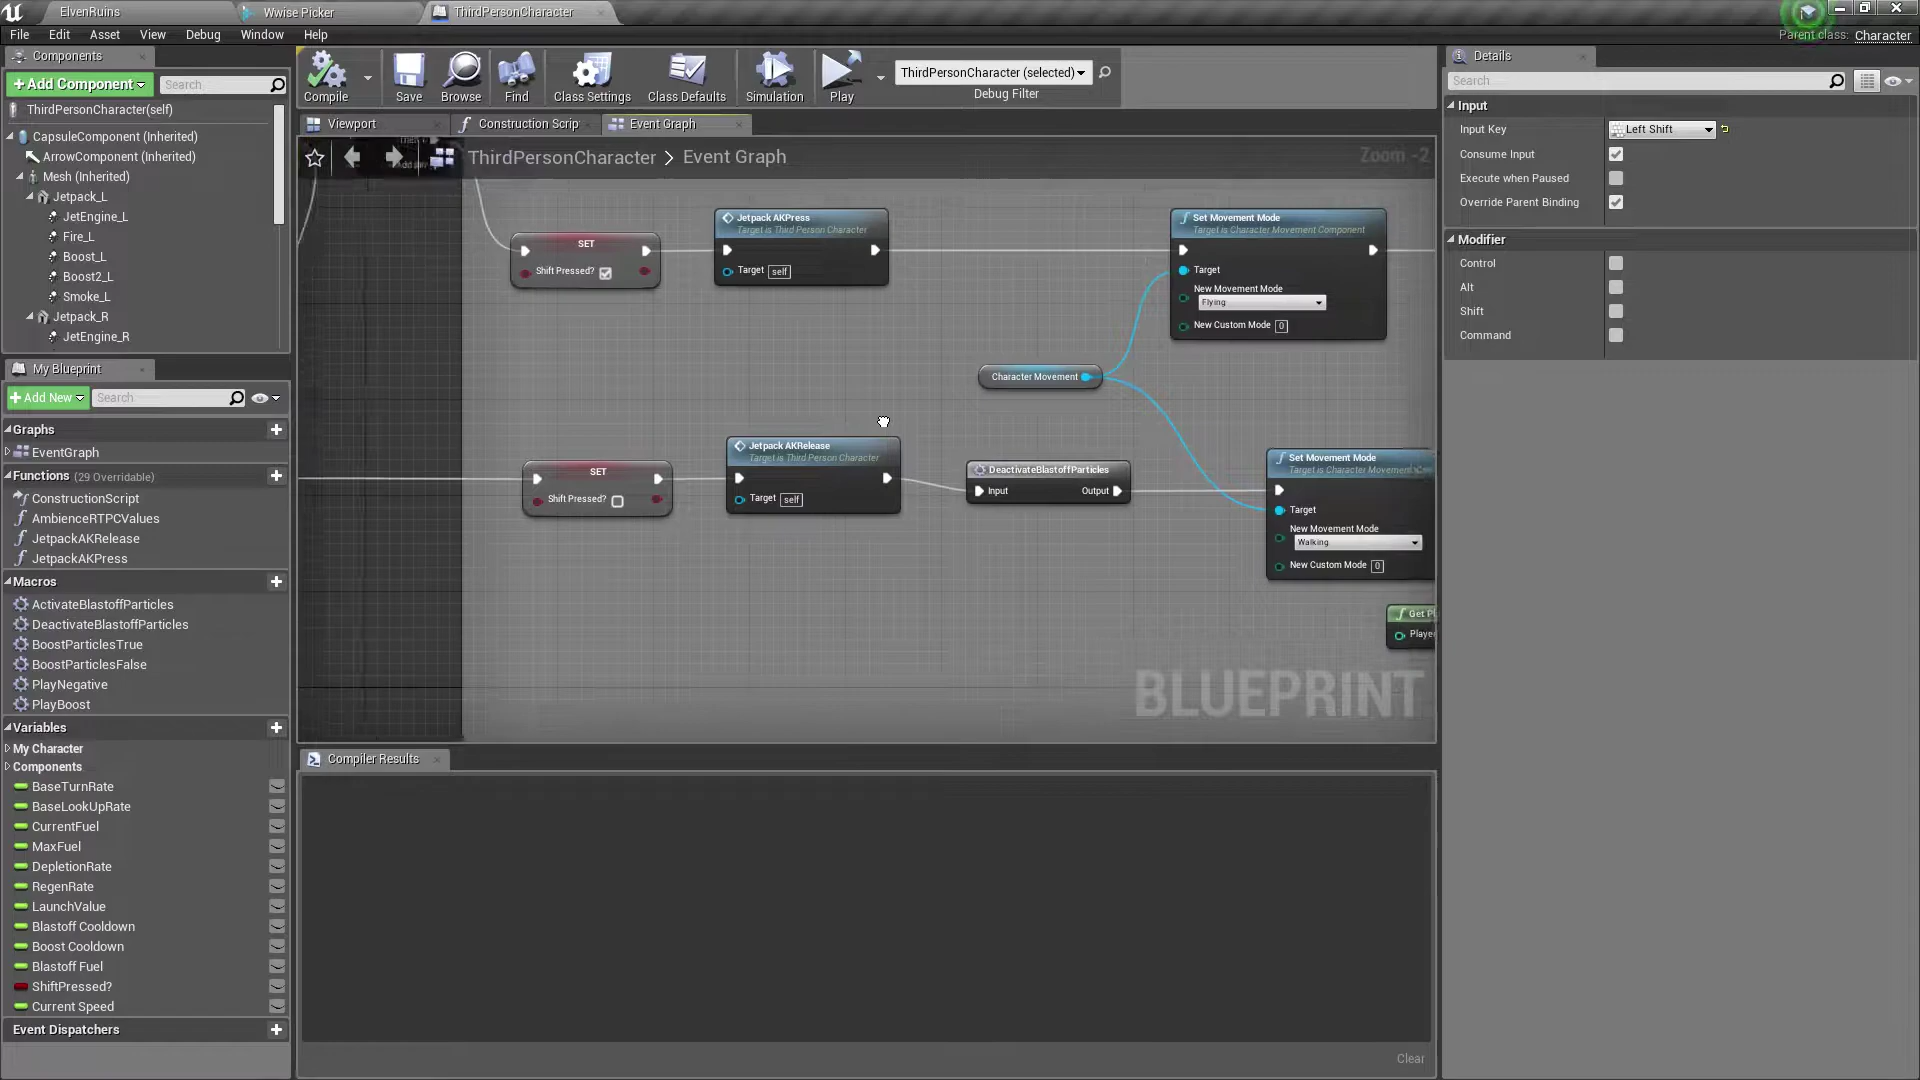 ElvenRuins
Wwise Picker
ThirdPersonCharacter
File Edit Asset View Debug Window Help
Parent class: Character
Components
+Add Component
Search
ThirdPersonCharacter(self)
CapsuleComponent (Inherited)
ArrowComponent (Inherited)
Mesh (Inherited)
Jetpack_L
JetEngine_L
Fire_L
Boost_L
Boost2_L
Smoke_L
Jetpack_R
JetEngine_R
My Blueprint
+Add New
Search
Graphs
EventGraph
Functions (29 Overridable)
ConstructionScript
AmbienceRTPCValues
JetpackAKRelease
JetpackAKPress
Macros
ActivateBlastoffParticles
DeactivateBlastoffParticles
BoostParticlesTrue
BoostParticlesFalse
PlayNegative
PlayBoost
Variables
My Character
Components
BaseTurnRate
BaseLookUpRate
CurrentFuel
MaxFuel
DepletionRate
RegenRate
LaunchValue
Blastoff Cooldown
Boost Cooldown
Blastoff Fuel
ShiftPressed?
Current Speed
Event Dispatchers
Compile
Save
Browse
Find
Class Settings
Class Defaults
Simulation
Play
ThirdPersonCharacter (selected)
Debug Filter
Viewport
Construction Scrip
Event Graph
ThirdPersonCharacter > Event Graph
Zoom -2
SET
Shift Pressed?
Jetpack AKPress
Target is Third Person Character
Target self
Set Movement Mode
Target is Character Movement Component
Target
New Movement Mode
Flying
New Custom Mode 0
Character Movement
SET
Shift Pressed?
Jetpack AKRelease
Target is Third Person Character
Target self
DeactivateBlastoffParticles
Input Output
Set Movement Mode
Target is Character Movement
Target
New Movement Mode
Walking
New Custom Mode 0
Get Pl
Player
BLUEPRINT
Compiler Results
Clear
Details
Search
Input
Input Key Left Shift
Consume Input
Execute when Paused
Override Parent Binding
Modifier
Control
Alt
Shift
Command